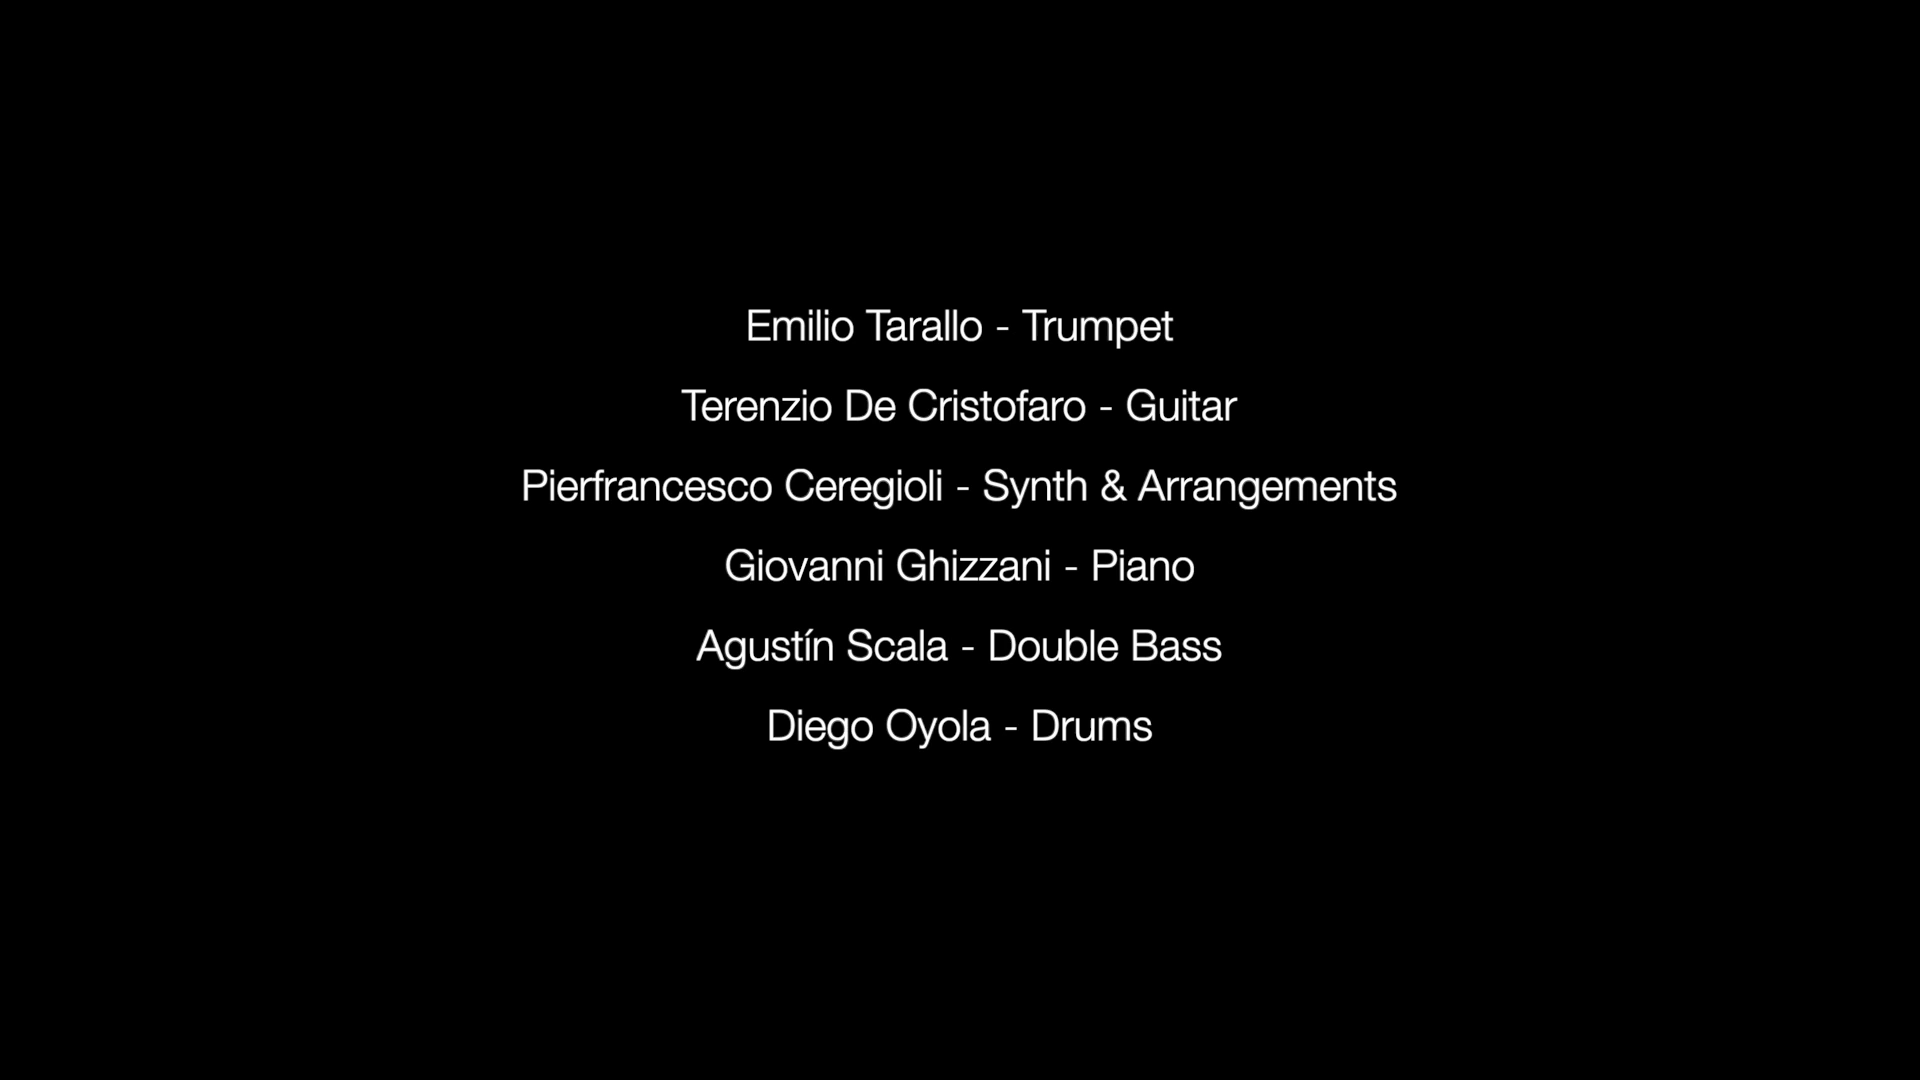 Emilio Tarallo - Trumpet
Terenzio De Cristofaro - Guitar
Pierfrancesco Ceregioli - Synth & Arrangements
Giovanni Ghizzani - Piano
Agustín Scala - Double Bass
Diego Oyola - Drums